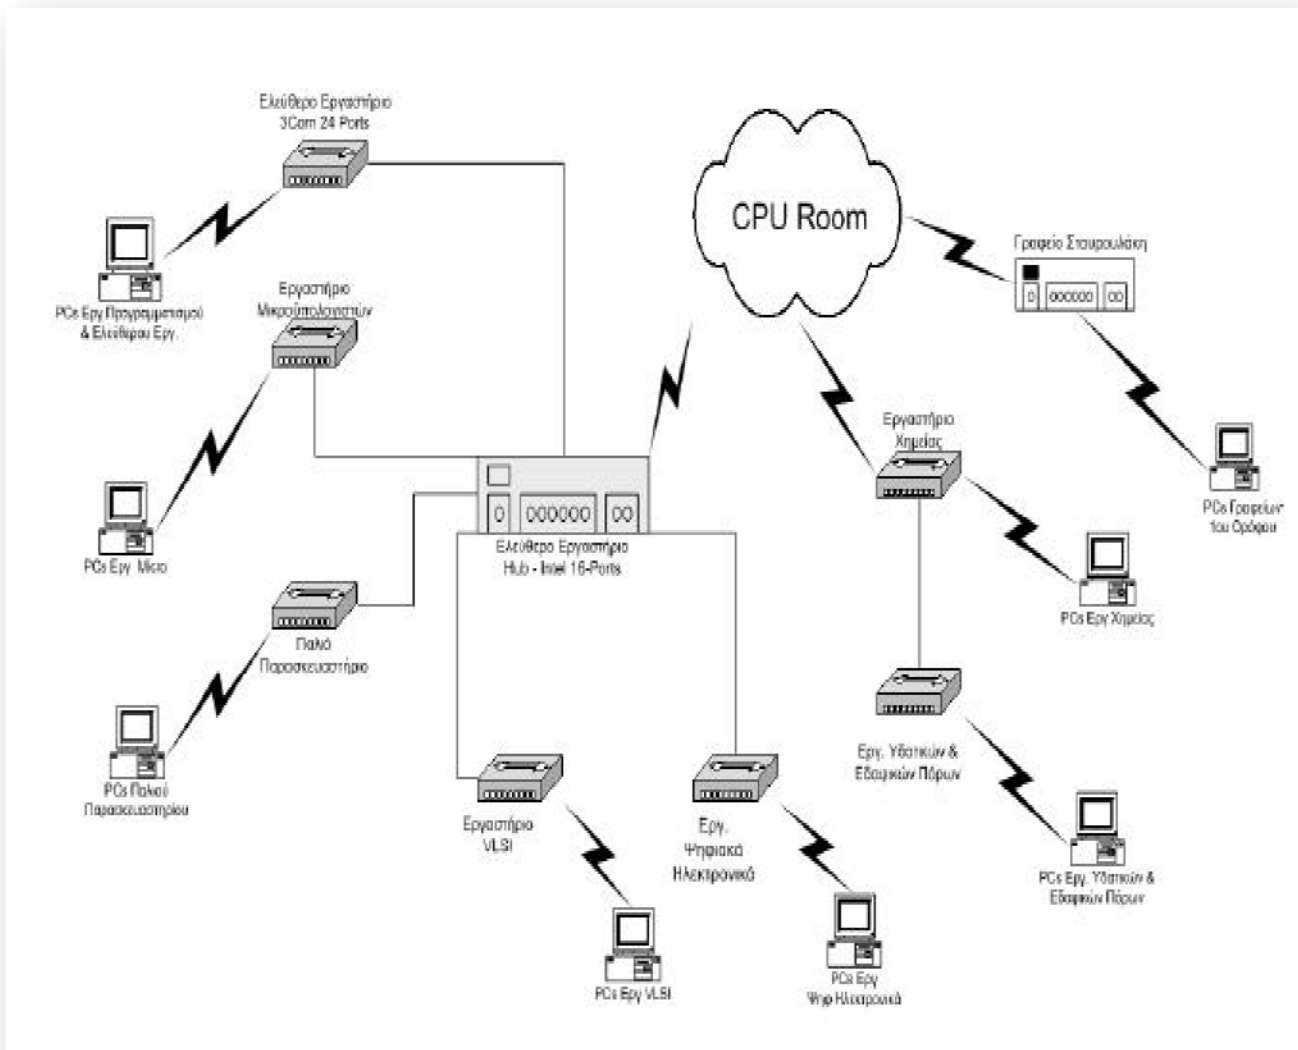 Ελεύθερο Εργαστήριο
3Com 24 Ports
CPU Room
Γραφείο Σταυρουλάκη
PCs Εργ Προγραμματισμού
& Ελεύθερου Εργ.
Εργαστήριο
Μικροϋπολογιστών
Εργαστήριο
Χημείας
PCs Γραφείων
1ου Ορόφου
PCs Εργ Micro
Ελεύθερο Εργαστήριο
Hub - Intel 16-Ports
PCs Εργ Χημείας
Παλιό
Παρασκευαστήριο
Εργ. Υδατικών &
Εδαφικών Πόρων
PCs Παλιού
Παρασκευαστηρίου
Εργαστήριο
VLSI
Εργ.
Ψηφιακά
Ηλεκτρονικά
PCs Εργ. Υδατικών &
Εδαφικών Πόρων
PCs Εργ VLSI
PCs Εργ
Ψηφ Ηλεκτρονικά